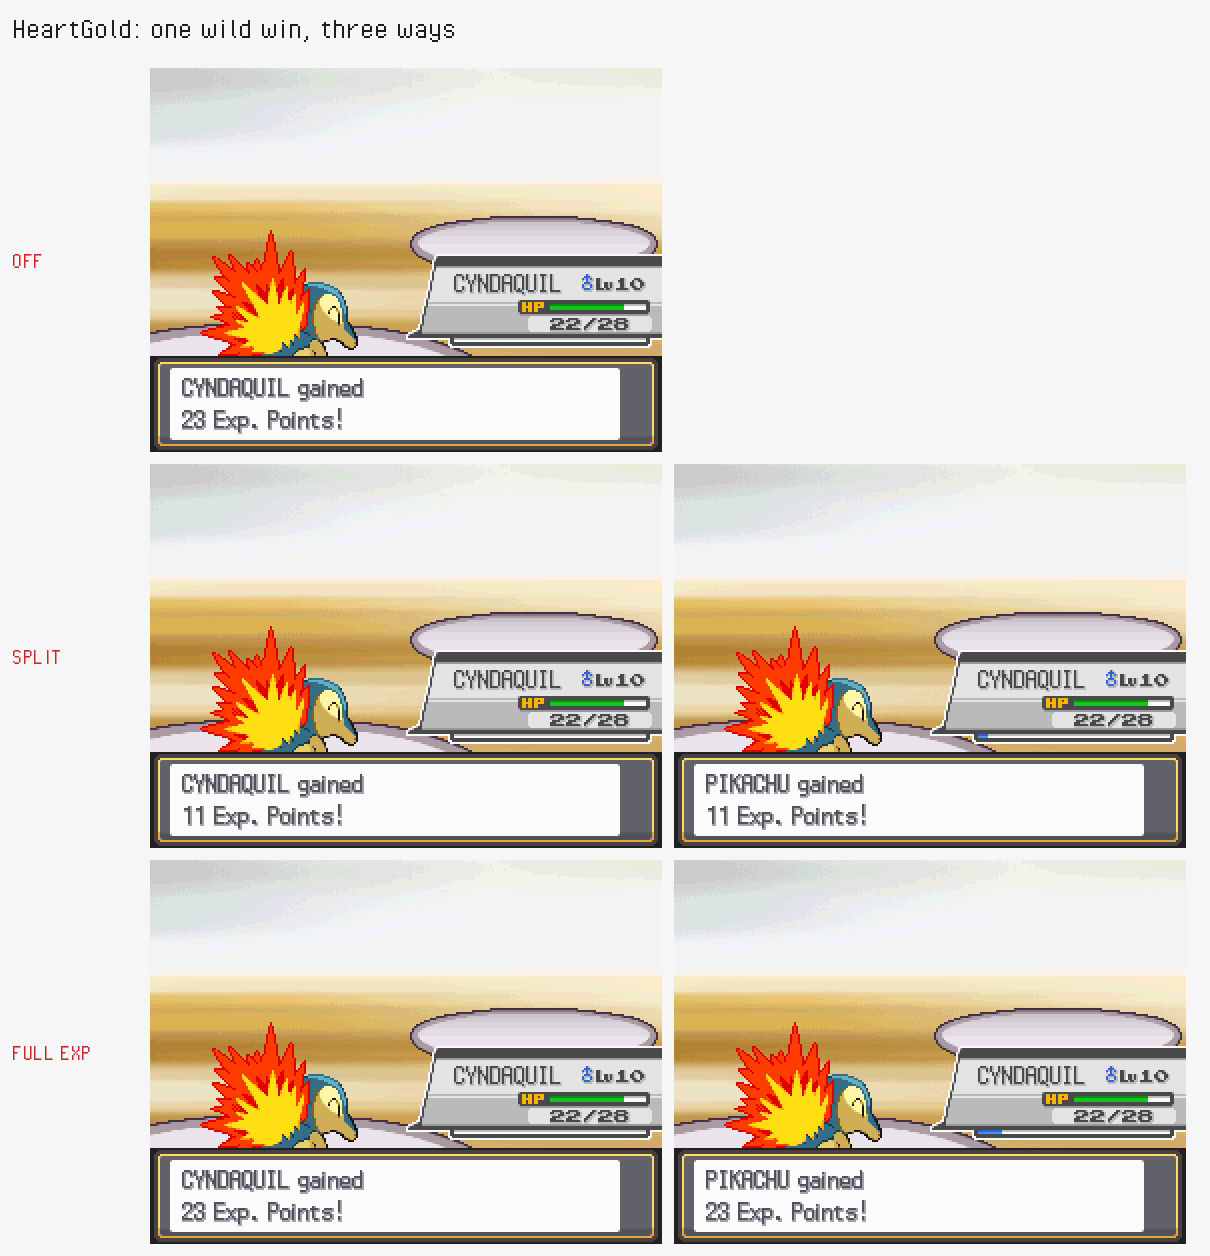 HeartGold: one wild win, three ways
OFF
CYNDAQUIL ♂Lv10
HP
22/28
CYNDAQUIL gained
23 Exp. Points!
SPLIT
CYNDAQUIL ♂Lv10
HP
22/28
CYNDAQUIL gained
11 Exp. Points!
CYNDAQUIL ♂Lv10
HP
22/28
PIKACHU gained
11 Exp. Points!
FULL EXP
CYNDAQUIL ♂Lv10
HP
22/28
CYNDAQUIL gained
23 Exp. Points!
CYNDAQUIL ♂Lv10
HP
22/28
PIKACHU gained
23 Exp. Points!